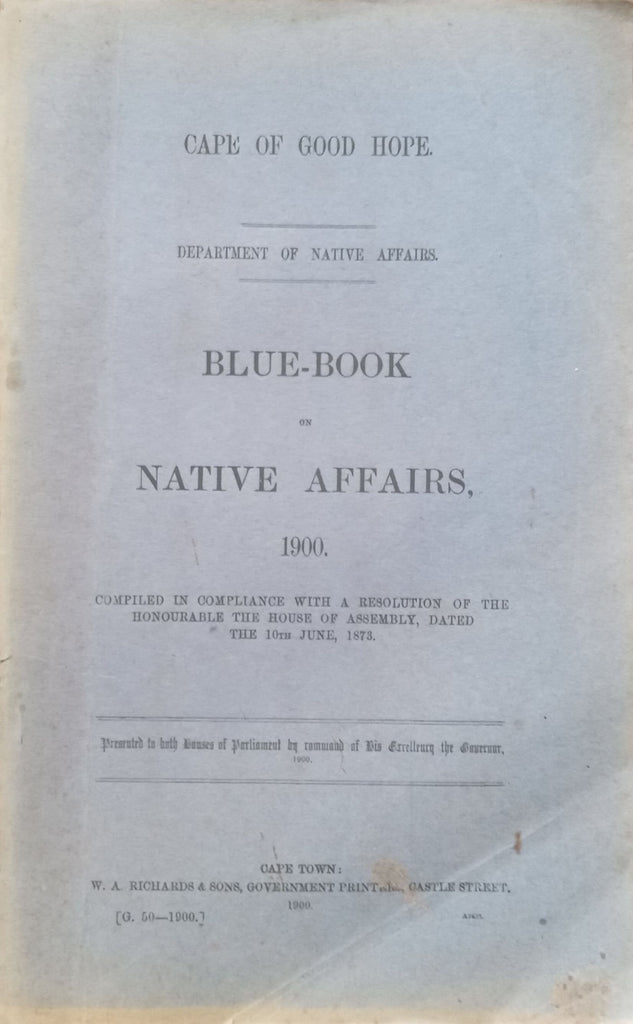 CAPE OF GOOD HOPE.
DEPARTMENT OF NATIVE AFFAIRS.
BLUE-BOOK
ON
NATIVE AFFAIRS,
1900.
COMPILED IN COMPLIANCE WITH A RESOLUTION OF THE
HONOURABLE THE HOUSE OF ASSEMBLY, DATED
THE 10TH JUNE, 1873.
Presented to both Houses of Parliament by command of His Excellency the Governor.
1900.
CAPE TOWN:
W. A. RICHARDS & SONS, GOVERNMENT CASTLE STREET.
1900.
[G. 50—1900.]